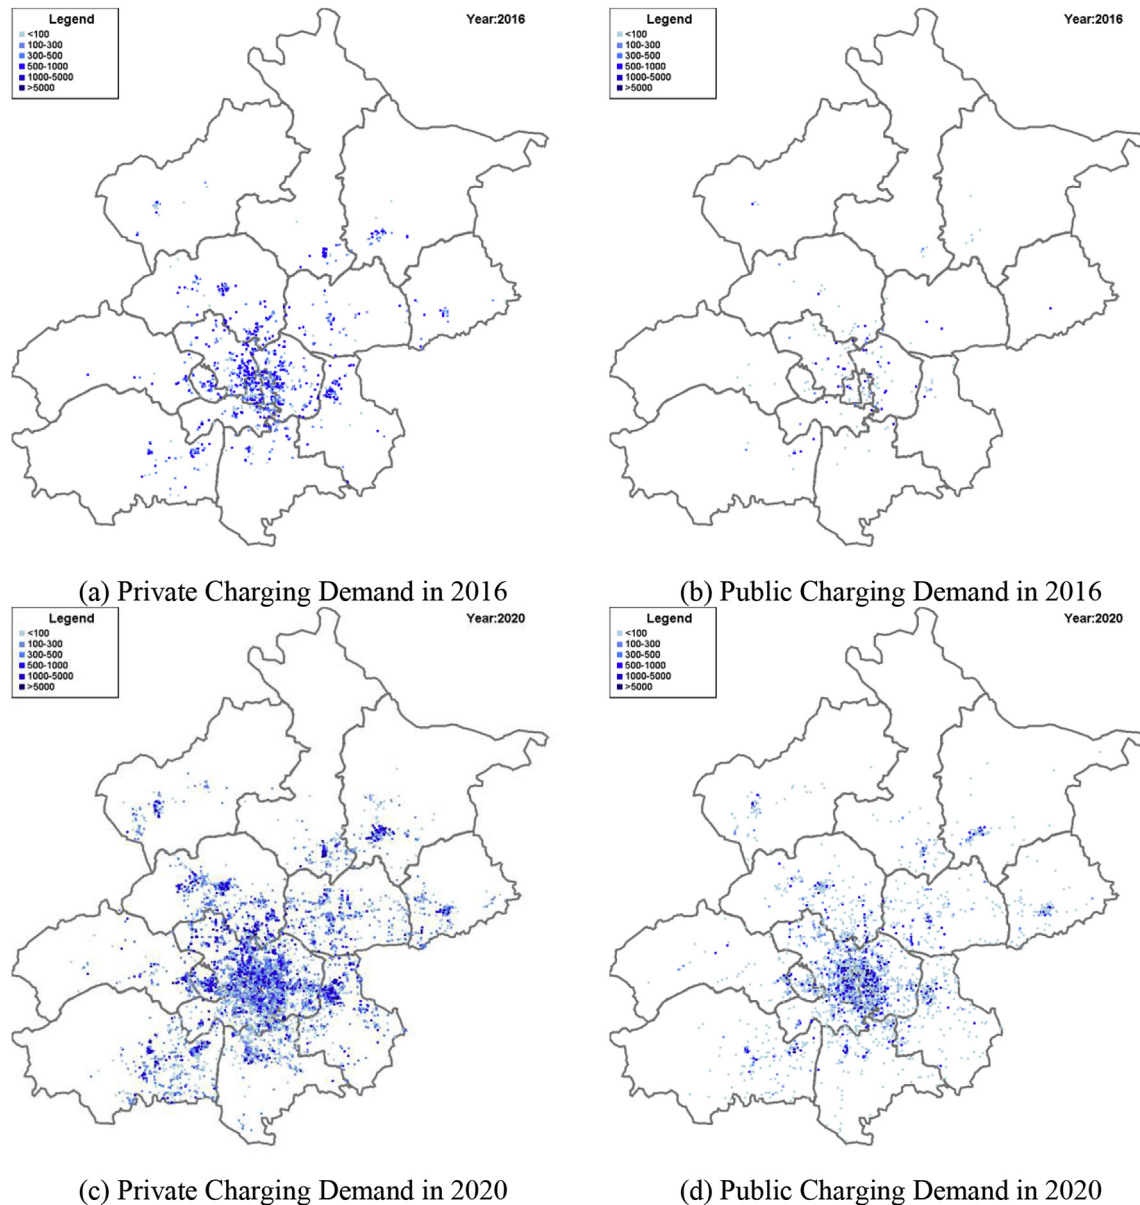 Legend
Year:2016
<100
100-300
300-500
500-1000
1000-5000
>5000
Legend
Year:2016
<100
100-300
300-500
500-1000
1000-5000
>5000
(a) Private Charging Demand in 2016
(b) Public Charging Demand in 2016
Legend
Year:2020
<100
100-300
300-500
500-1000
1000-5000
>5000
Legend
Year:2020
<100
100-300
300-500
500-1000
1000-5000
>5000
(c) Private Charging Demand in 2020
(d) Public Charging Demand in 2020